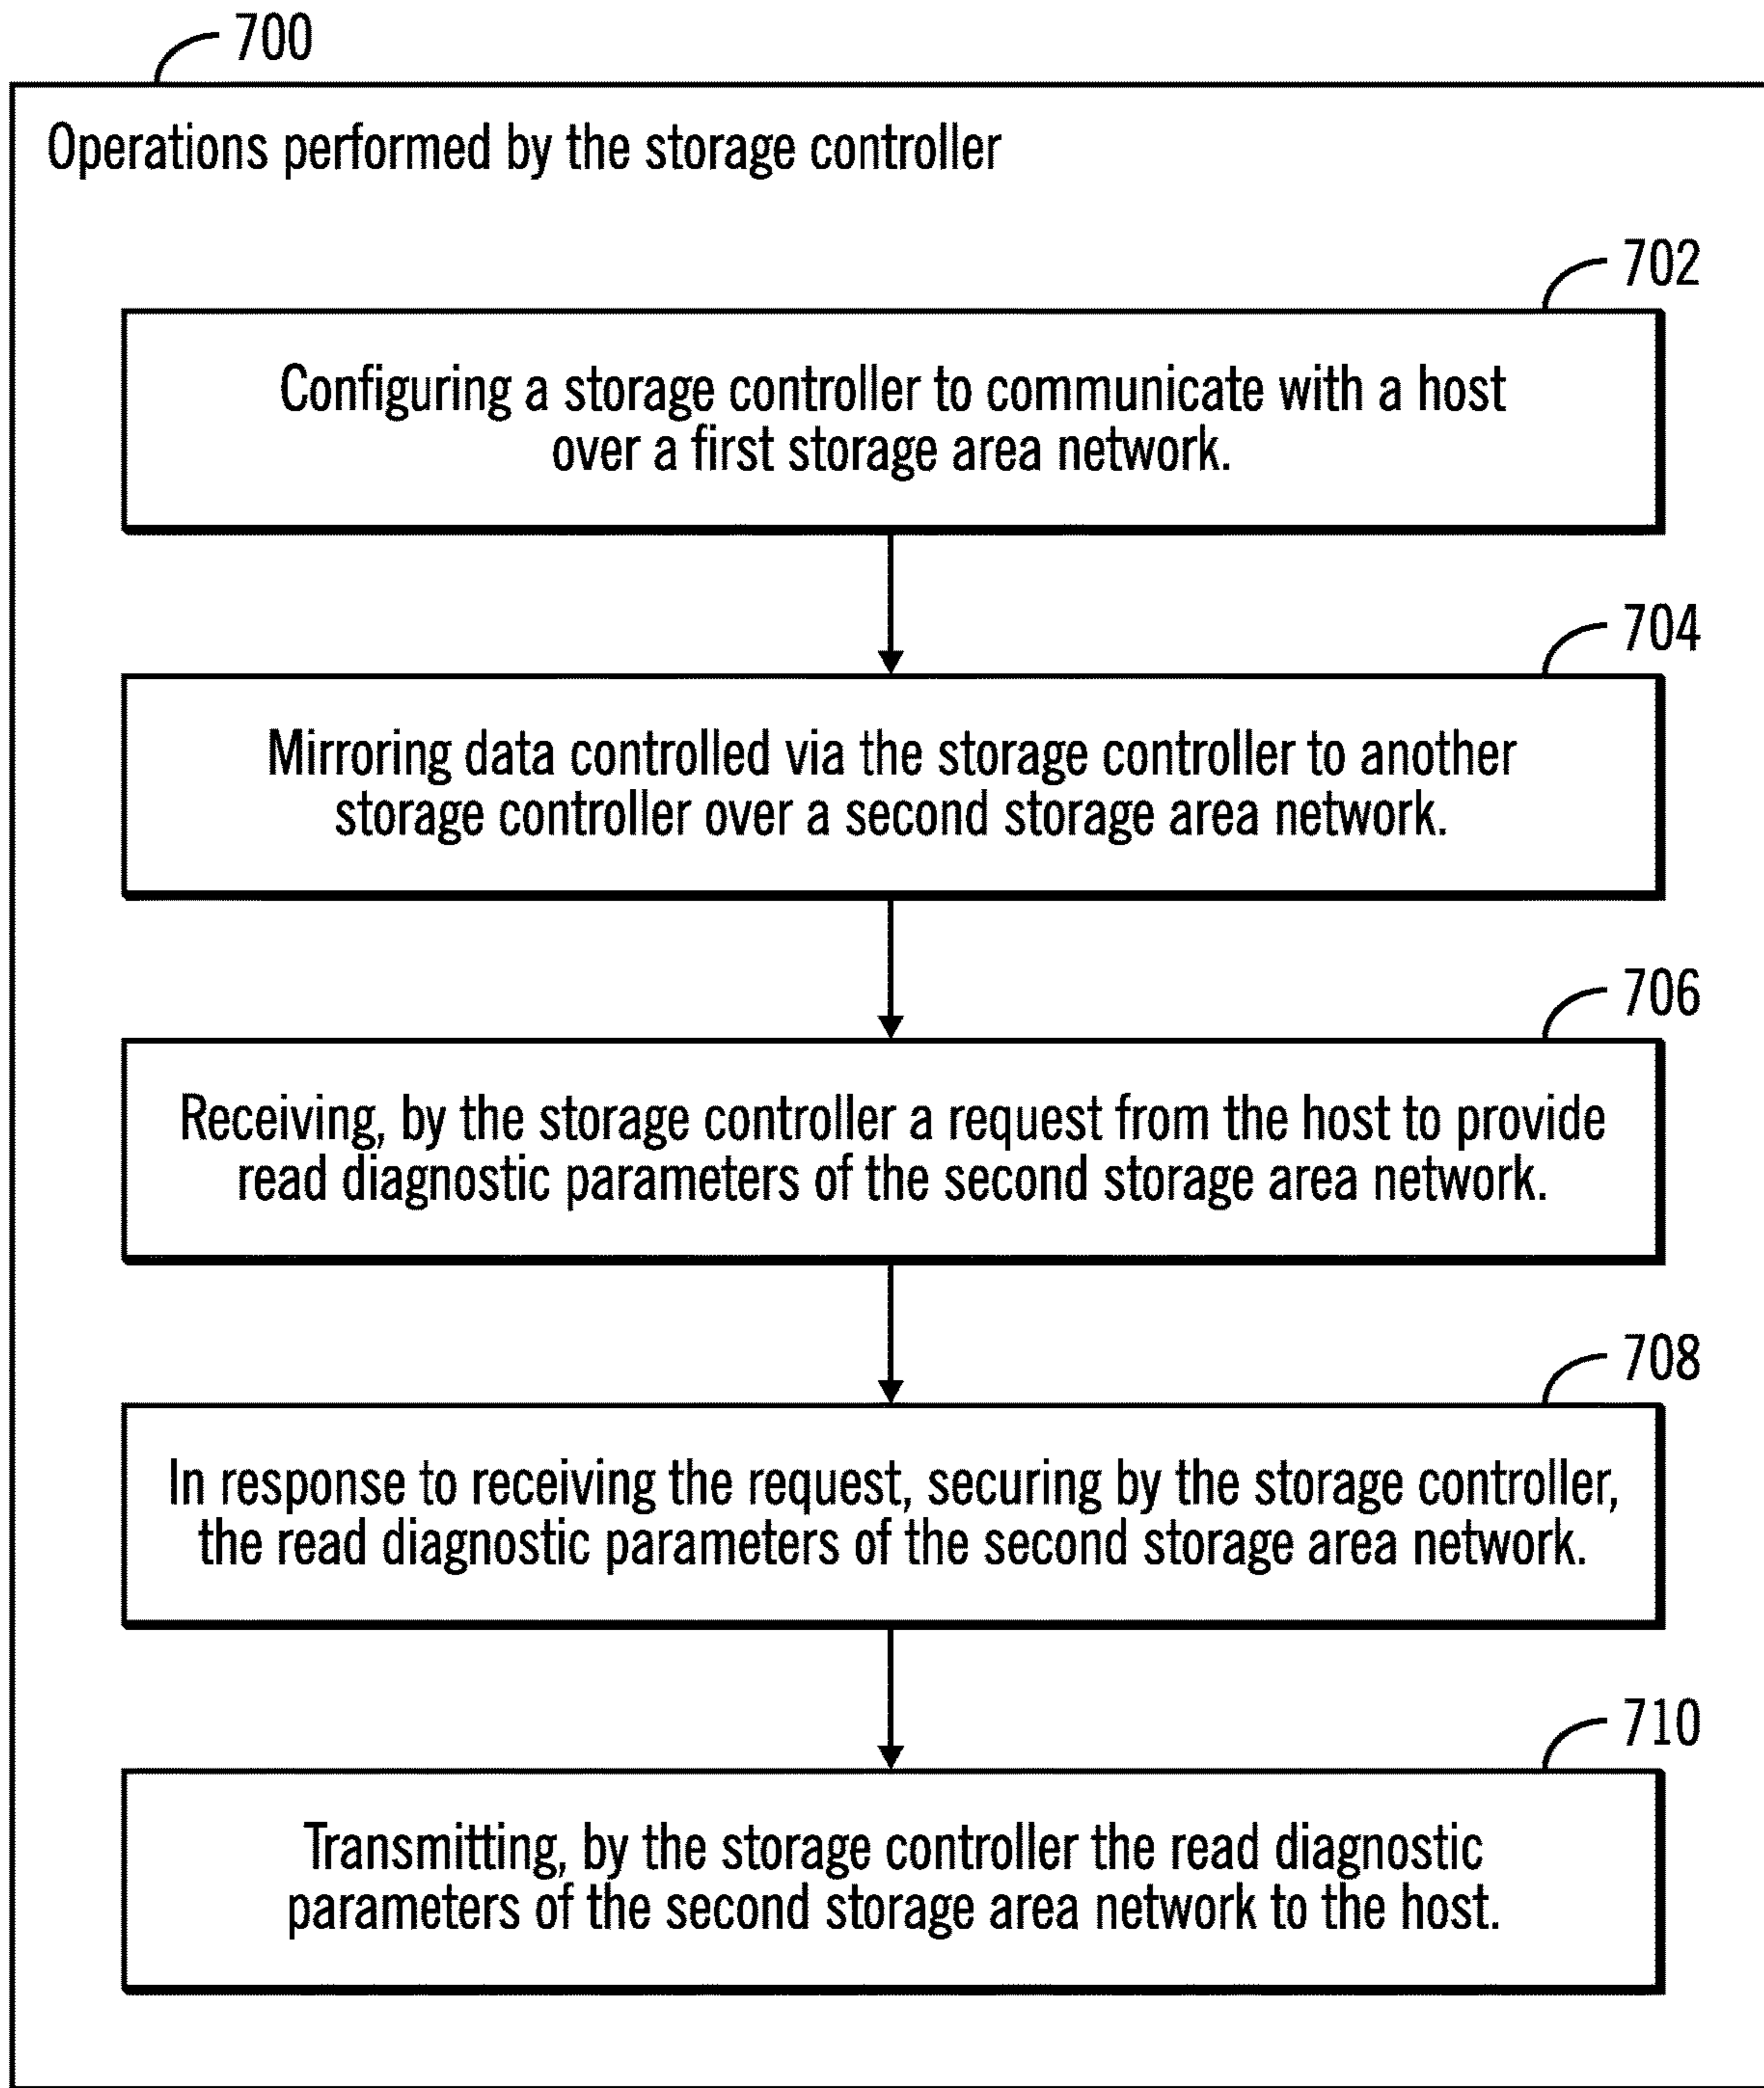 700
Operations performed by the storage controller
702
Configuring a storage controller to communicate with a host
over a first storage area network.
704
Mirroring data controlled via the storage controller to another
storage controller over a second storage area network.
706
Receiving, by the storage controller a request from the host to provide
read diagnostic parameters of the second storage area network.
708
In response to receiving the request, securing by the storage controller,
the read diagnostic parameters of the second storage area network.
710
Transmitting, by the storage controller the read diagnostic
parameters of the second storage area network to the host.